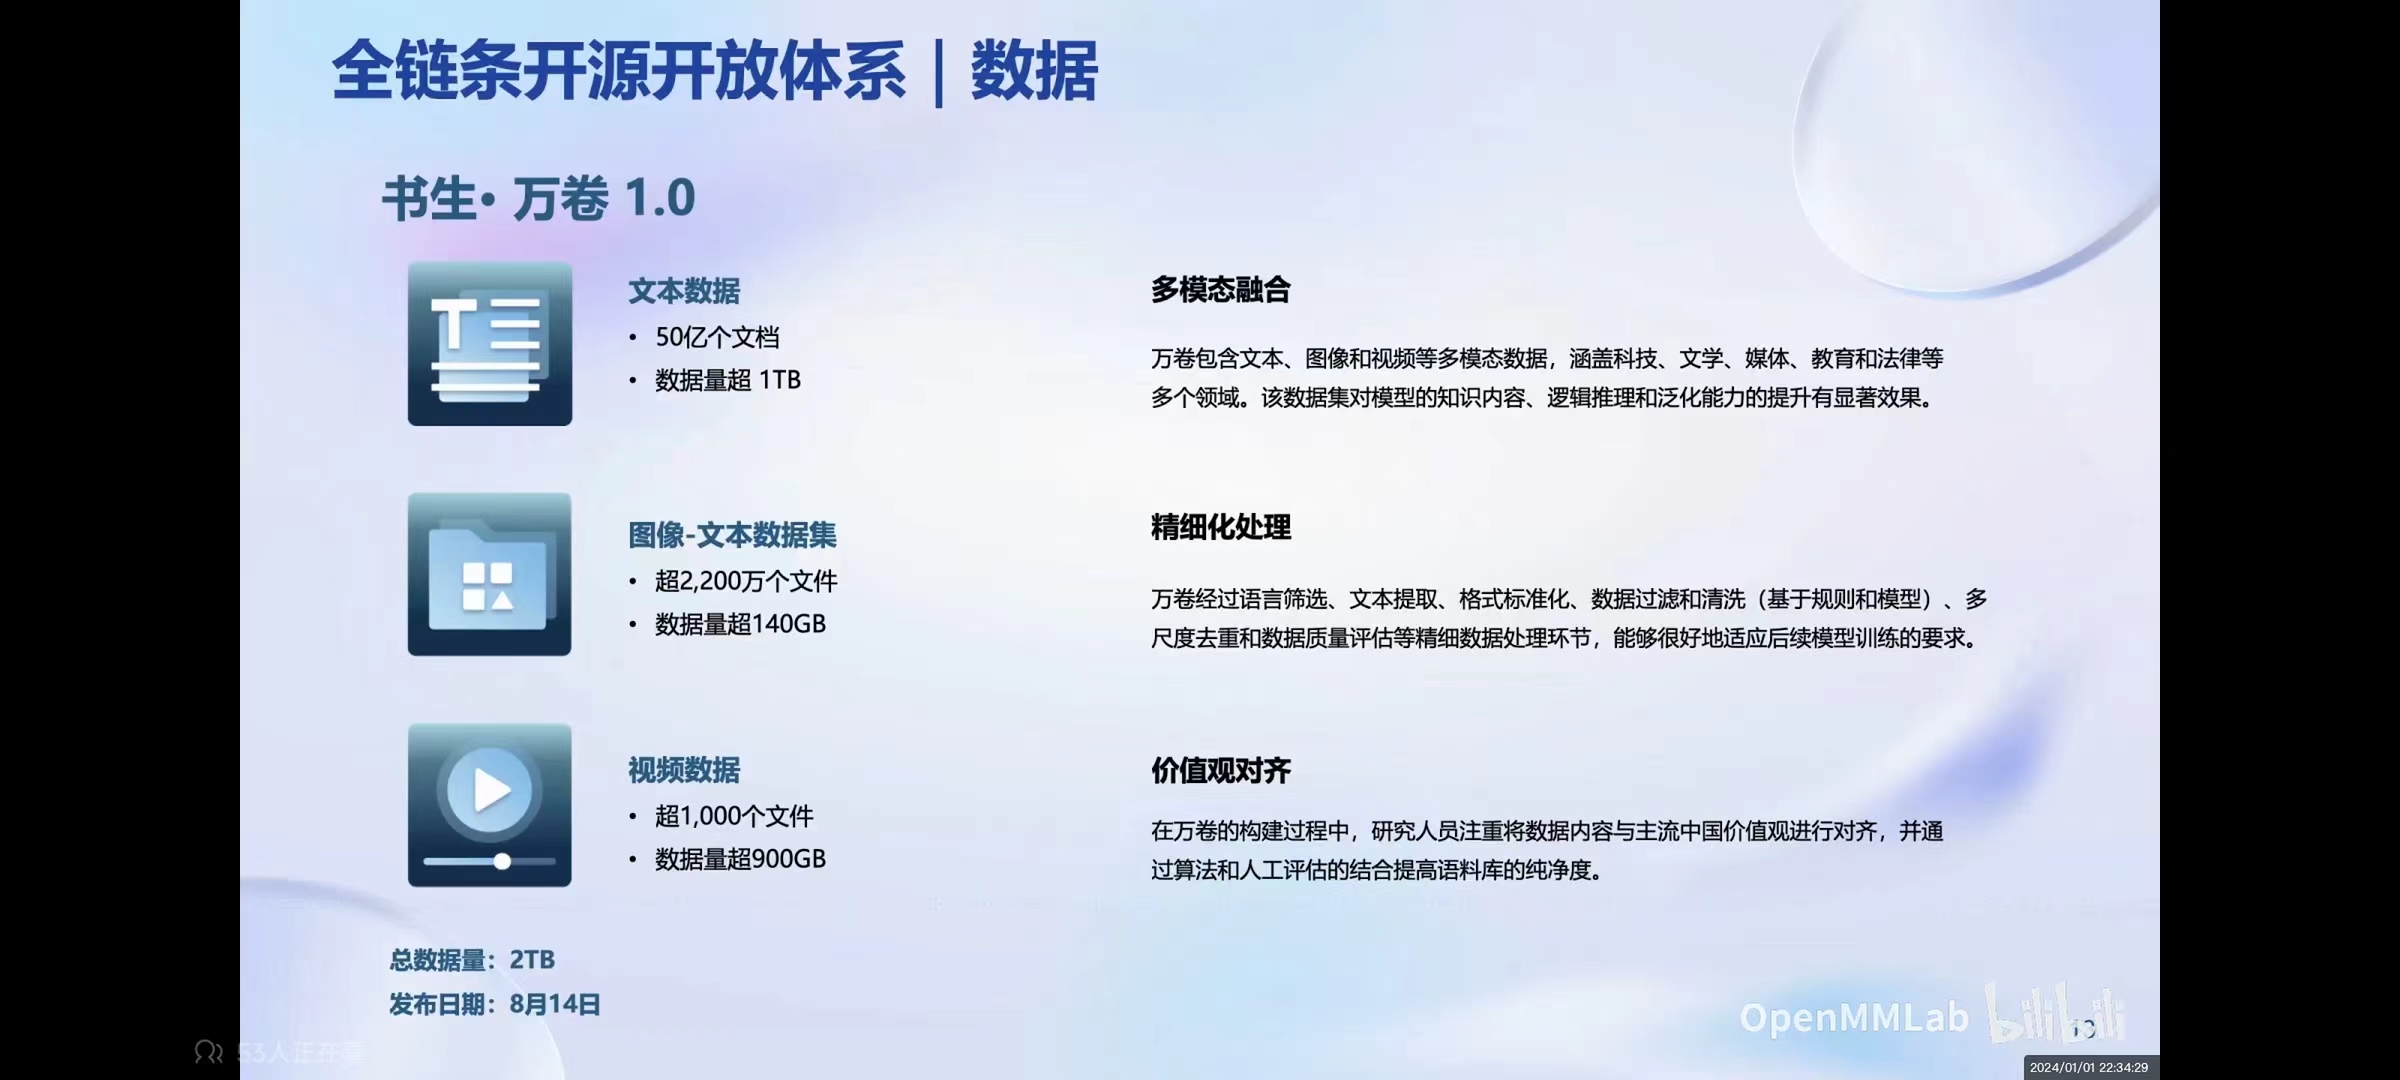 全链条开源开放体系｜数据
书生• 万卷 1.0
文本数据
• 50亿个文档
• 数据量超 1TB
图像-文本数据集
• 超2,200万个文件
• 数据量超140GB
视频数据
• 超1,000个文件
• 数据量超900GB
总数据量：2TB
发布日期：8月14日
多模态融合
万卷包含文本、图像和视频等多模态数据，涵盖科技、文学、媒体、教育和法律等
多个领域。该数据集对模型的知识内容、逻辑推理和泛化能力的提升有显著效果。
精细化处理
万卷经过语言筛选、文本提取、格式标准化、数据过滤和清洗（基于规则和模型）、多
尺度去重和数据质量评估等精细数据处理环节，能够很好地适应后续模型训练的要求。
价值观对齐
在万卷的构建过程中，研究人员注重将数据内容与主流中国价值观进行对齐，并通
过算法和人工评估的结合提高语料库的纯净度。
OpenMMLab bilibili
53人正在看
2024/01/01 22:34:29